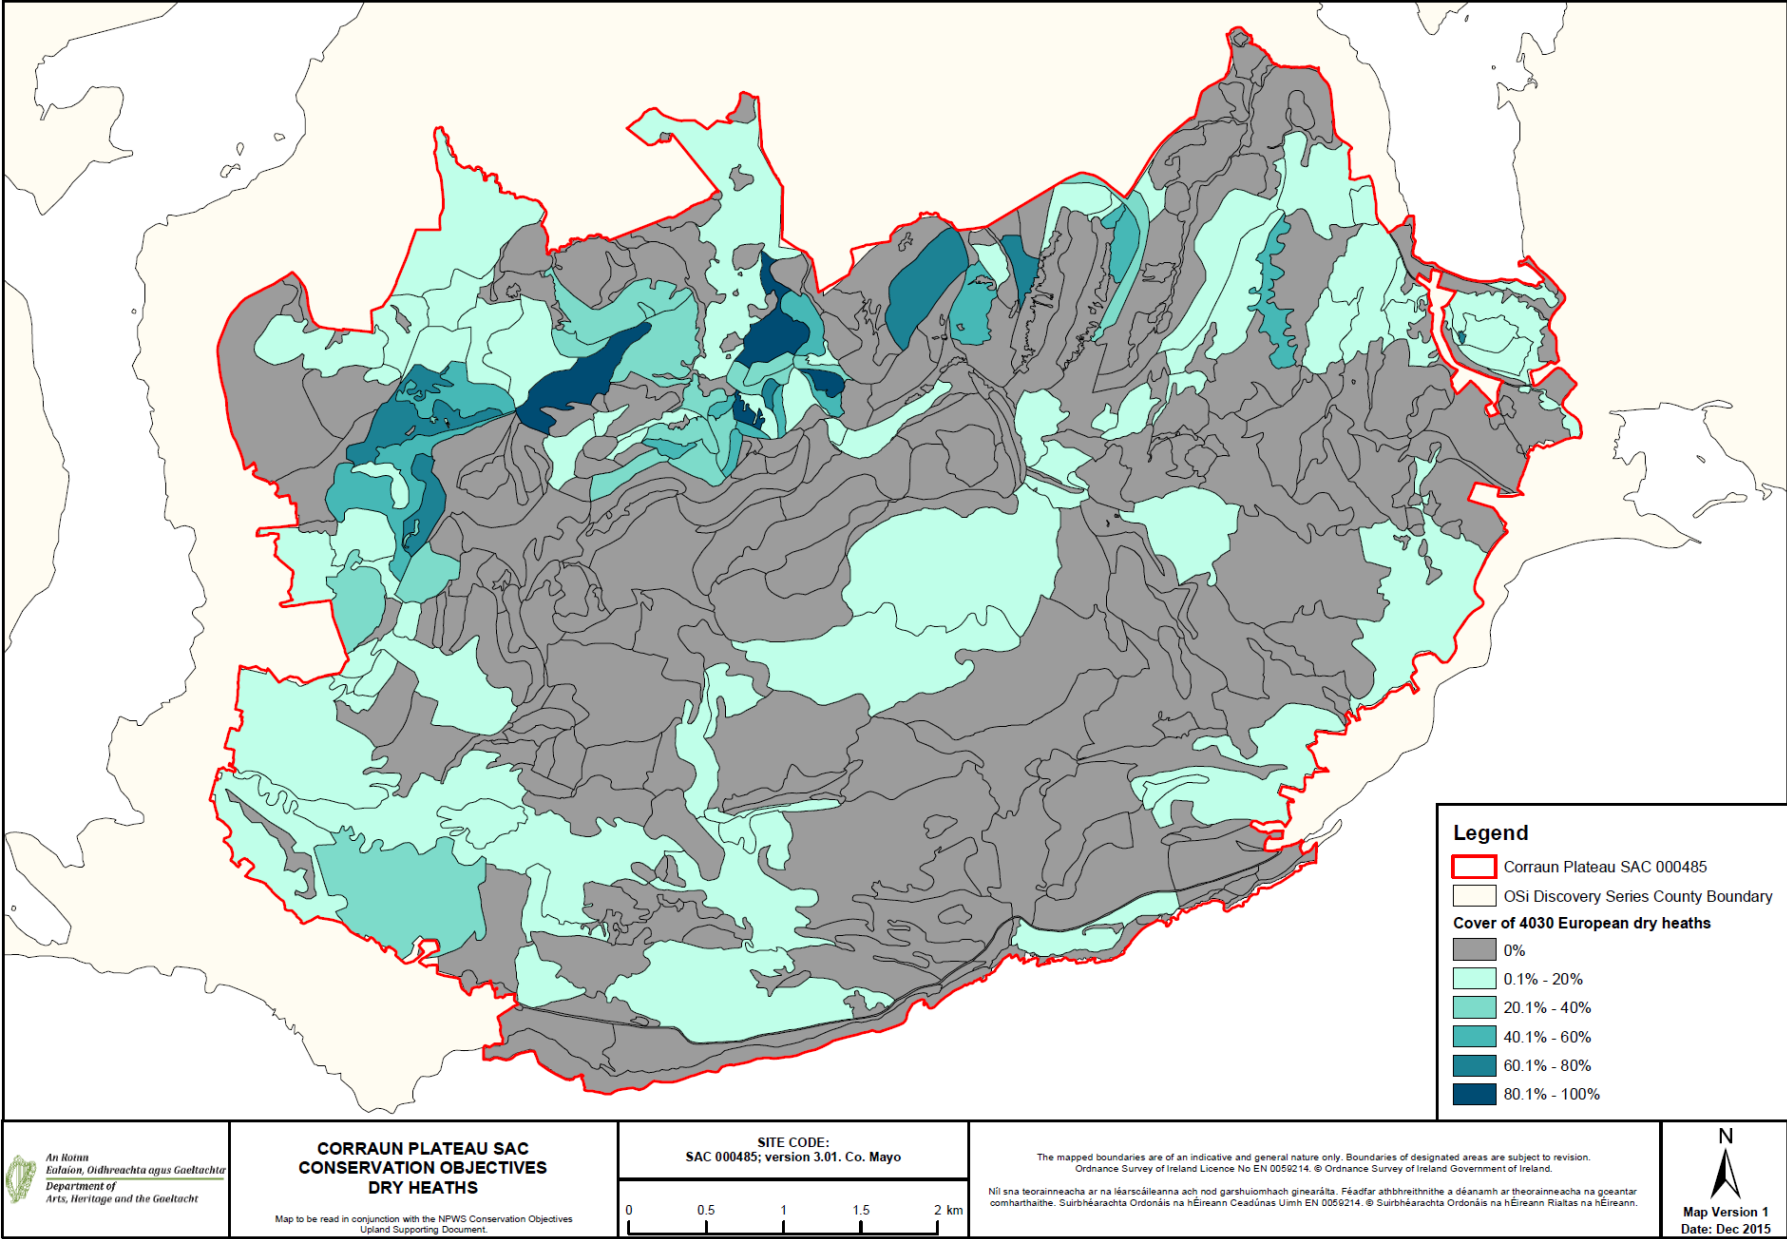 Legend
Corraun Plateau SAC 000485
OSi Discovery Series County Boundary
Cover of 4030 European dry heaths
0%
0.1% - 20%
20.1% - 40%
40.1% - 60%
60.1% - 80%
80.1% - 100%
An Roinn
Ealaíon, Oidhreachta agus Gaeltachta
Department of
Arts, Heritage and the Gaeltacht
CORRAUN PLATEAU SAC
CONSERVATION OBJECTIVES
DRY HEATHS
Map to be read in conjunction with the NPWS Conservation Objectives
Upland Supporting Document.
SITE CODE:
SAC 000485; version 3.01. Co. Mayo
0 0.5 1 1.5 2 km
The mapped boundaries are of an indicative and general nature only. Boundaries of designated areas are subject to revision.
Ordnance Survey of Ireland Licence No EN 0059214. © Ordnance Survey of Ireland Government of Ireland.
Níl sna teorainneacha ar na léarscáileanna ach nod garshuiomhach ginearálta. Féadfar athbhreithnithe a déanamh ar theorainneacha na gceantar
comharthaithe. Suirbhéarachta Ordonáis na hÉireann Ceadúnas Uimh EN 0059214. © Suirbhéarachta Ordonáis na hÉireann Rialtas na hÉireann.
N
Map Version 1
Date: Dec 2015